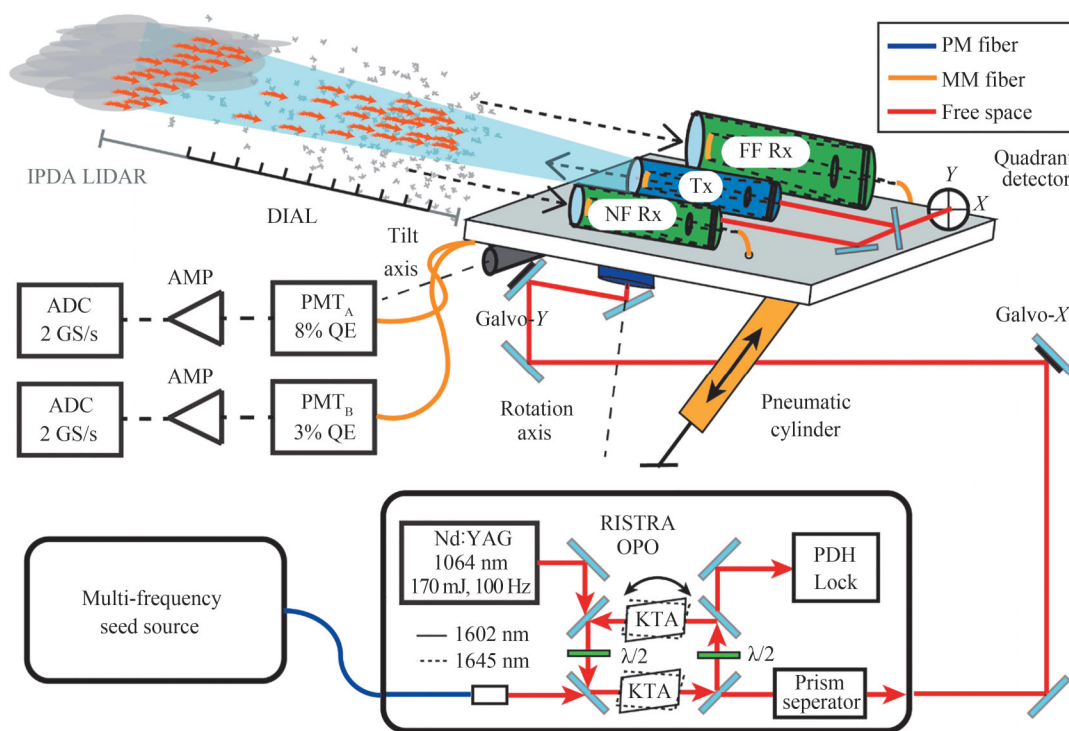 PM fiber
MM fiber
Free space
IPDA LIDAR
DIAL
FF Rx
Tx
NF Rx
Quadrant
detector
Y
X
Tilt
axis
ADC
2 GS/s
AMP
PMT_A
8% QE
ADC
2 GS/s
AMP
PMT_B
3% QE
Galvo-Y
Galvo-X
Rotation
axis
Pneumatic
cylinder
Multi-frequency
seed source
Nd:YAG
1064 nm
170 mJ, 100 Hz
RISTRA
OPO
PDH
Lock
1602 nm
1645 nm
KTA
λ/2
λ/2
KTA
Prism
seperator